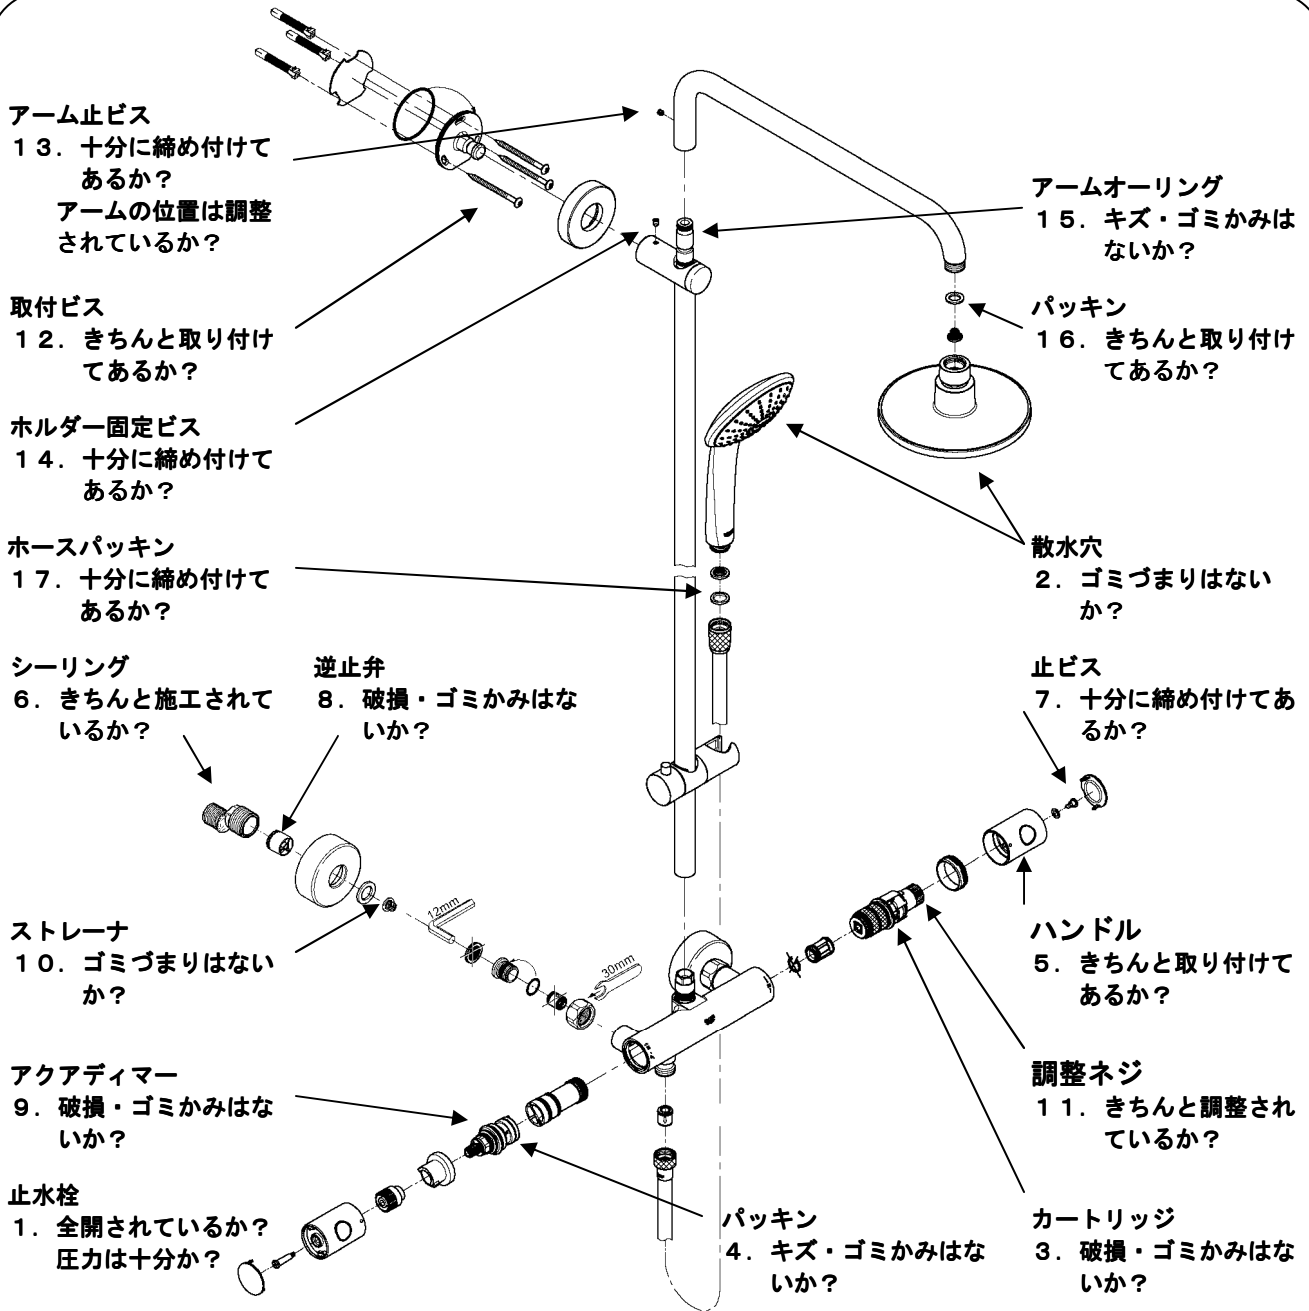 アーム止ビス
１３．十分に締め付けて
あるか？
アームの位置は調整
されているか？
取付ビス
１２．きちんと取り付け
てあるか？
ホルダー固定ビス
１４．十分に締め付けて
あるか？
ホースパッキン
１７．十分に締め付けて
あるか？
シーリング
６．きちんと施工されて
いるか？
逆止弁
８．破損・ゴミかみはな
いか？
ストレーナ
１０．ゴミづまりはない
か？
アクアディマー
９．破損・ゴミかみはな
いか？
止水栓
１．全開されているか？
圧力は十分か？
12mm
30mm
パッキン
４．キズ・ゴミかみはな
いか？
アームオーリング
１５．キズ・ゴミかみは
ないか？
パッキン
１６．きちんと取り付け
てあるか？
散水穴
２．ゴミづまりはない
か？
止ビス
７．十分に締め付けてあ
るか？
ハンドル
５．きちんと取り付けて
あるか？
調整ネジ
１１．きちんと調整され
ているか？
カートリッジ
３．破損・ゴミかみはな
いか？